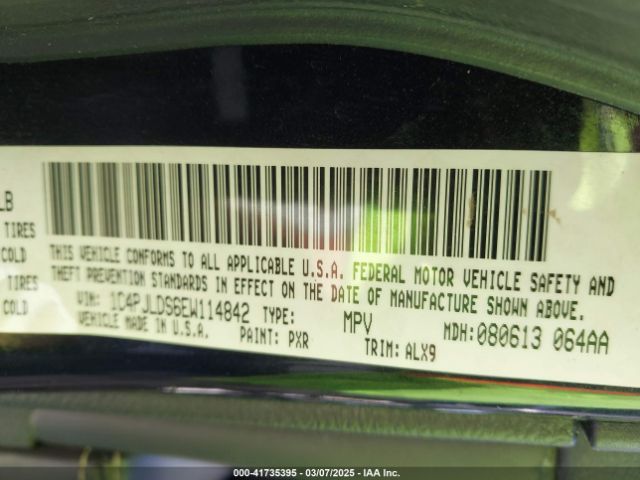 LB
TIRES
COLD
TIRES
COLD
THIS VEHICLE CONFORMS TO ALL APPLICABLE U.S.A. FEDERAL MOTOR VEHICLE SAFETY AND
THEFT PREVENTION STANDARDS IN EFFECT ON THE DATE OF MANUFACTURE SHOWN ABOVE.
VIN: 1C4PJLDS6EW114842 TYPE: MPV MDH:080613 064AA
VEHICLE MADE IN U.S.A. PAINT: PXR TRIM: ALX9
000-41735395 - 03/07/2025 - IAA Inc.